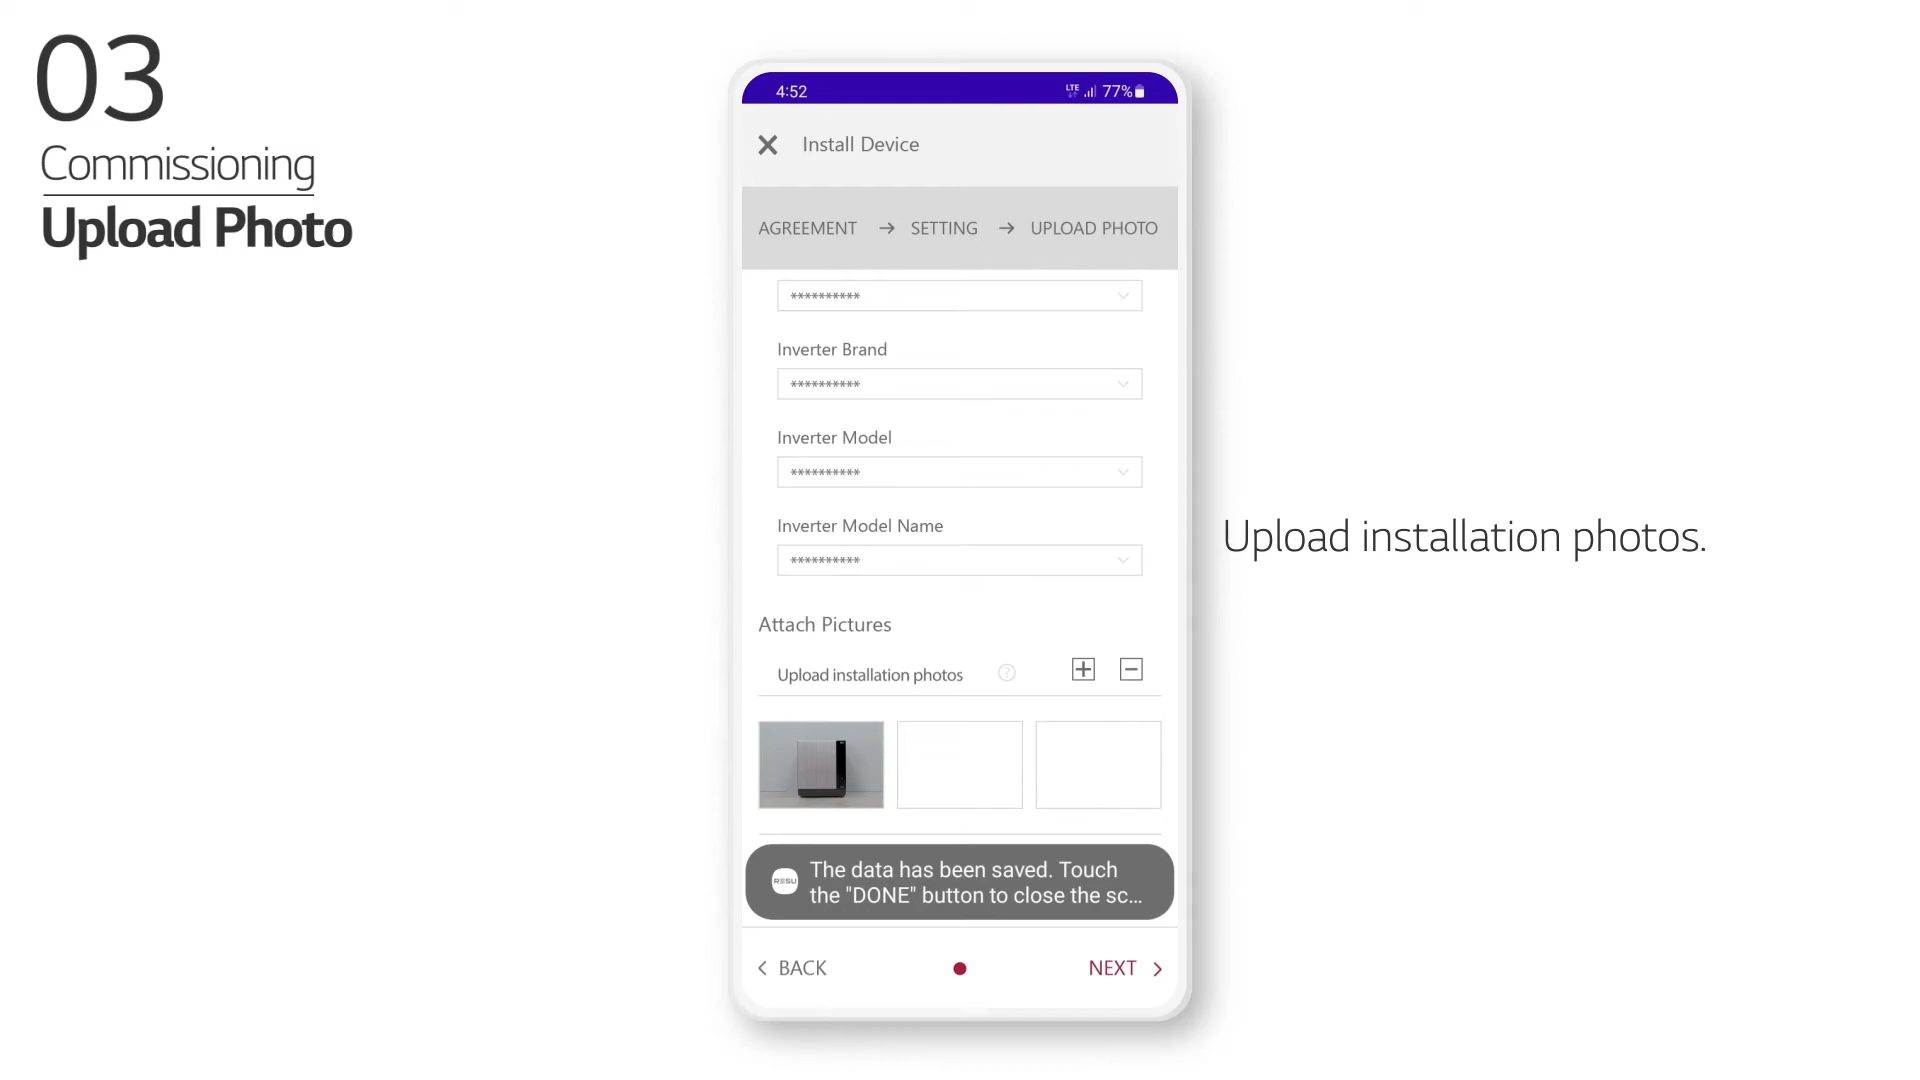 03
Commissioning
Upload Photo
4:52
LTE 77%
Install Device
AGREEMENT → SETTING → UPLOAD PHOTO
**********
Inverter Brand
**********
Inverter Model
**********
Inverter Model Name
**********
Upload installation photos.
Attach Pictures
Upload installation photos ?
RESU
The data has been saved. Touch
the "DONE" button to close the sc...
BACK
NEXT